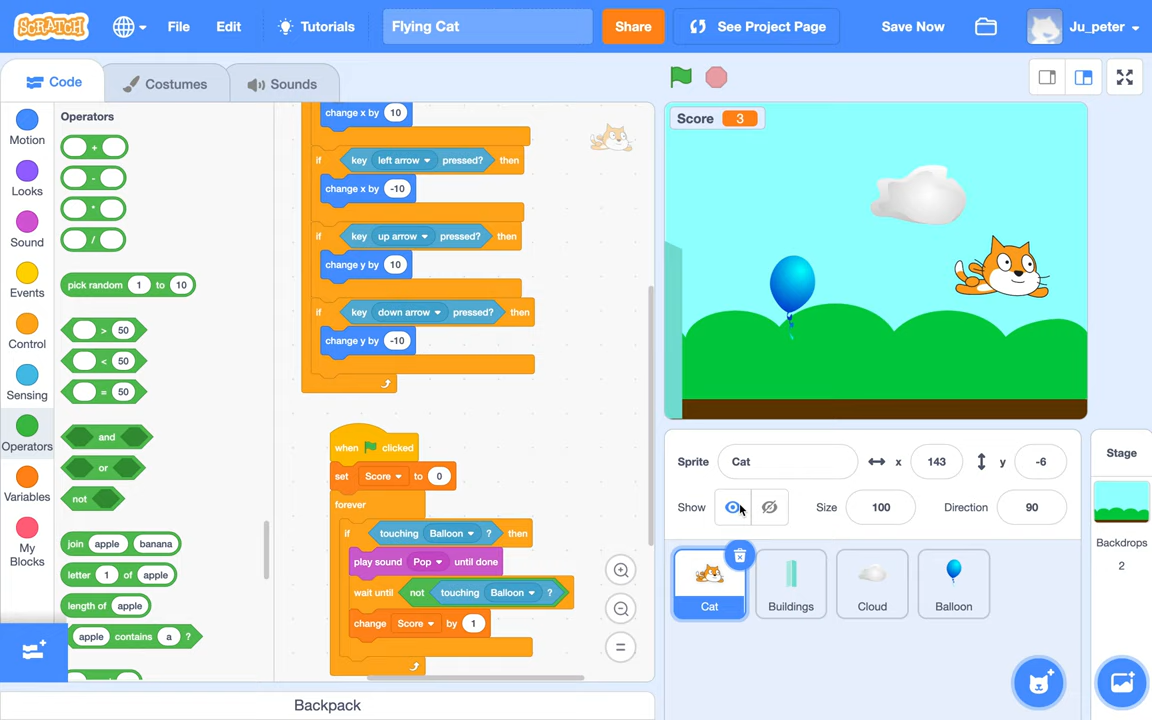 SCRATCH
File
Edit
Tutorials
Flying Cat
Share
See Project Page
Save Now
Ju_peter
Code
Costumes
Sounds
Motion
Looks
Sound
Events
Control
Sensing
Operators
Variables
My
Blocks
Operators
+
-
*
/
pick random 1 to 10
> 50
< 50
= 50
and
or
not
join apple banana
letter 1 of apple
length of apple
apple contains a ?
change x by 10
if key left arrow pressed? then
change x by -10
if key up arrow pressed? then
change y by 10
if key down arrow pressed? then
change y by -10
when clicked
set Score to 0
forever
if touching Balloon ? then
play sound Pop until done
wait until not touching Balloon ?
change Score by 1
Backpack
Score 3
Sprite Cat x 143 y -6
Show Size 100 Direction 90
Cat
Buildings
Cloud
Balloon
Stage
Backdrops
2